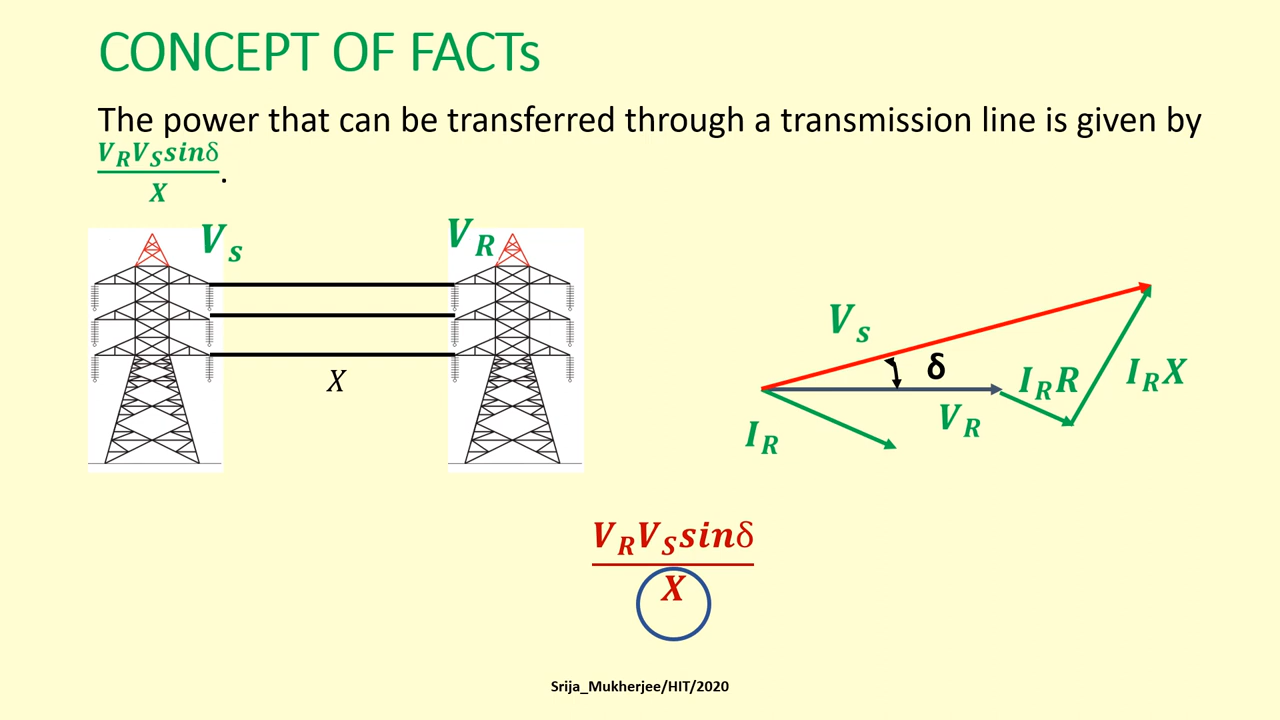 CONCEPT OF FACTs
The power that can be transferred through a transmission line is given by
V_R V_S sinδ / X .
V_s
V_R
X
V_s
δ
I_R R
I_R X
V_R
I_R
V_R V_S sinδ
X
Srija_Mukherjee/HIT/2020